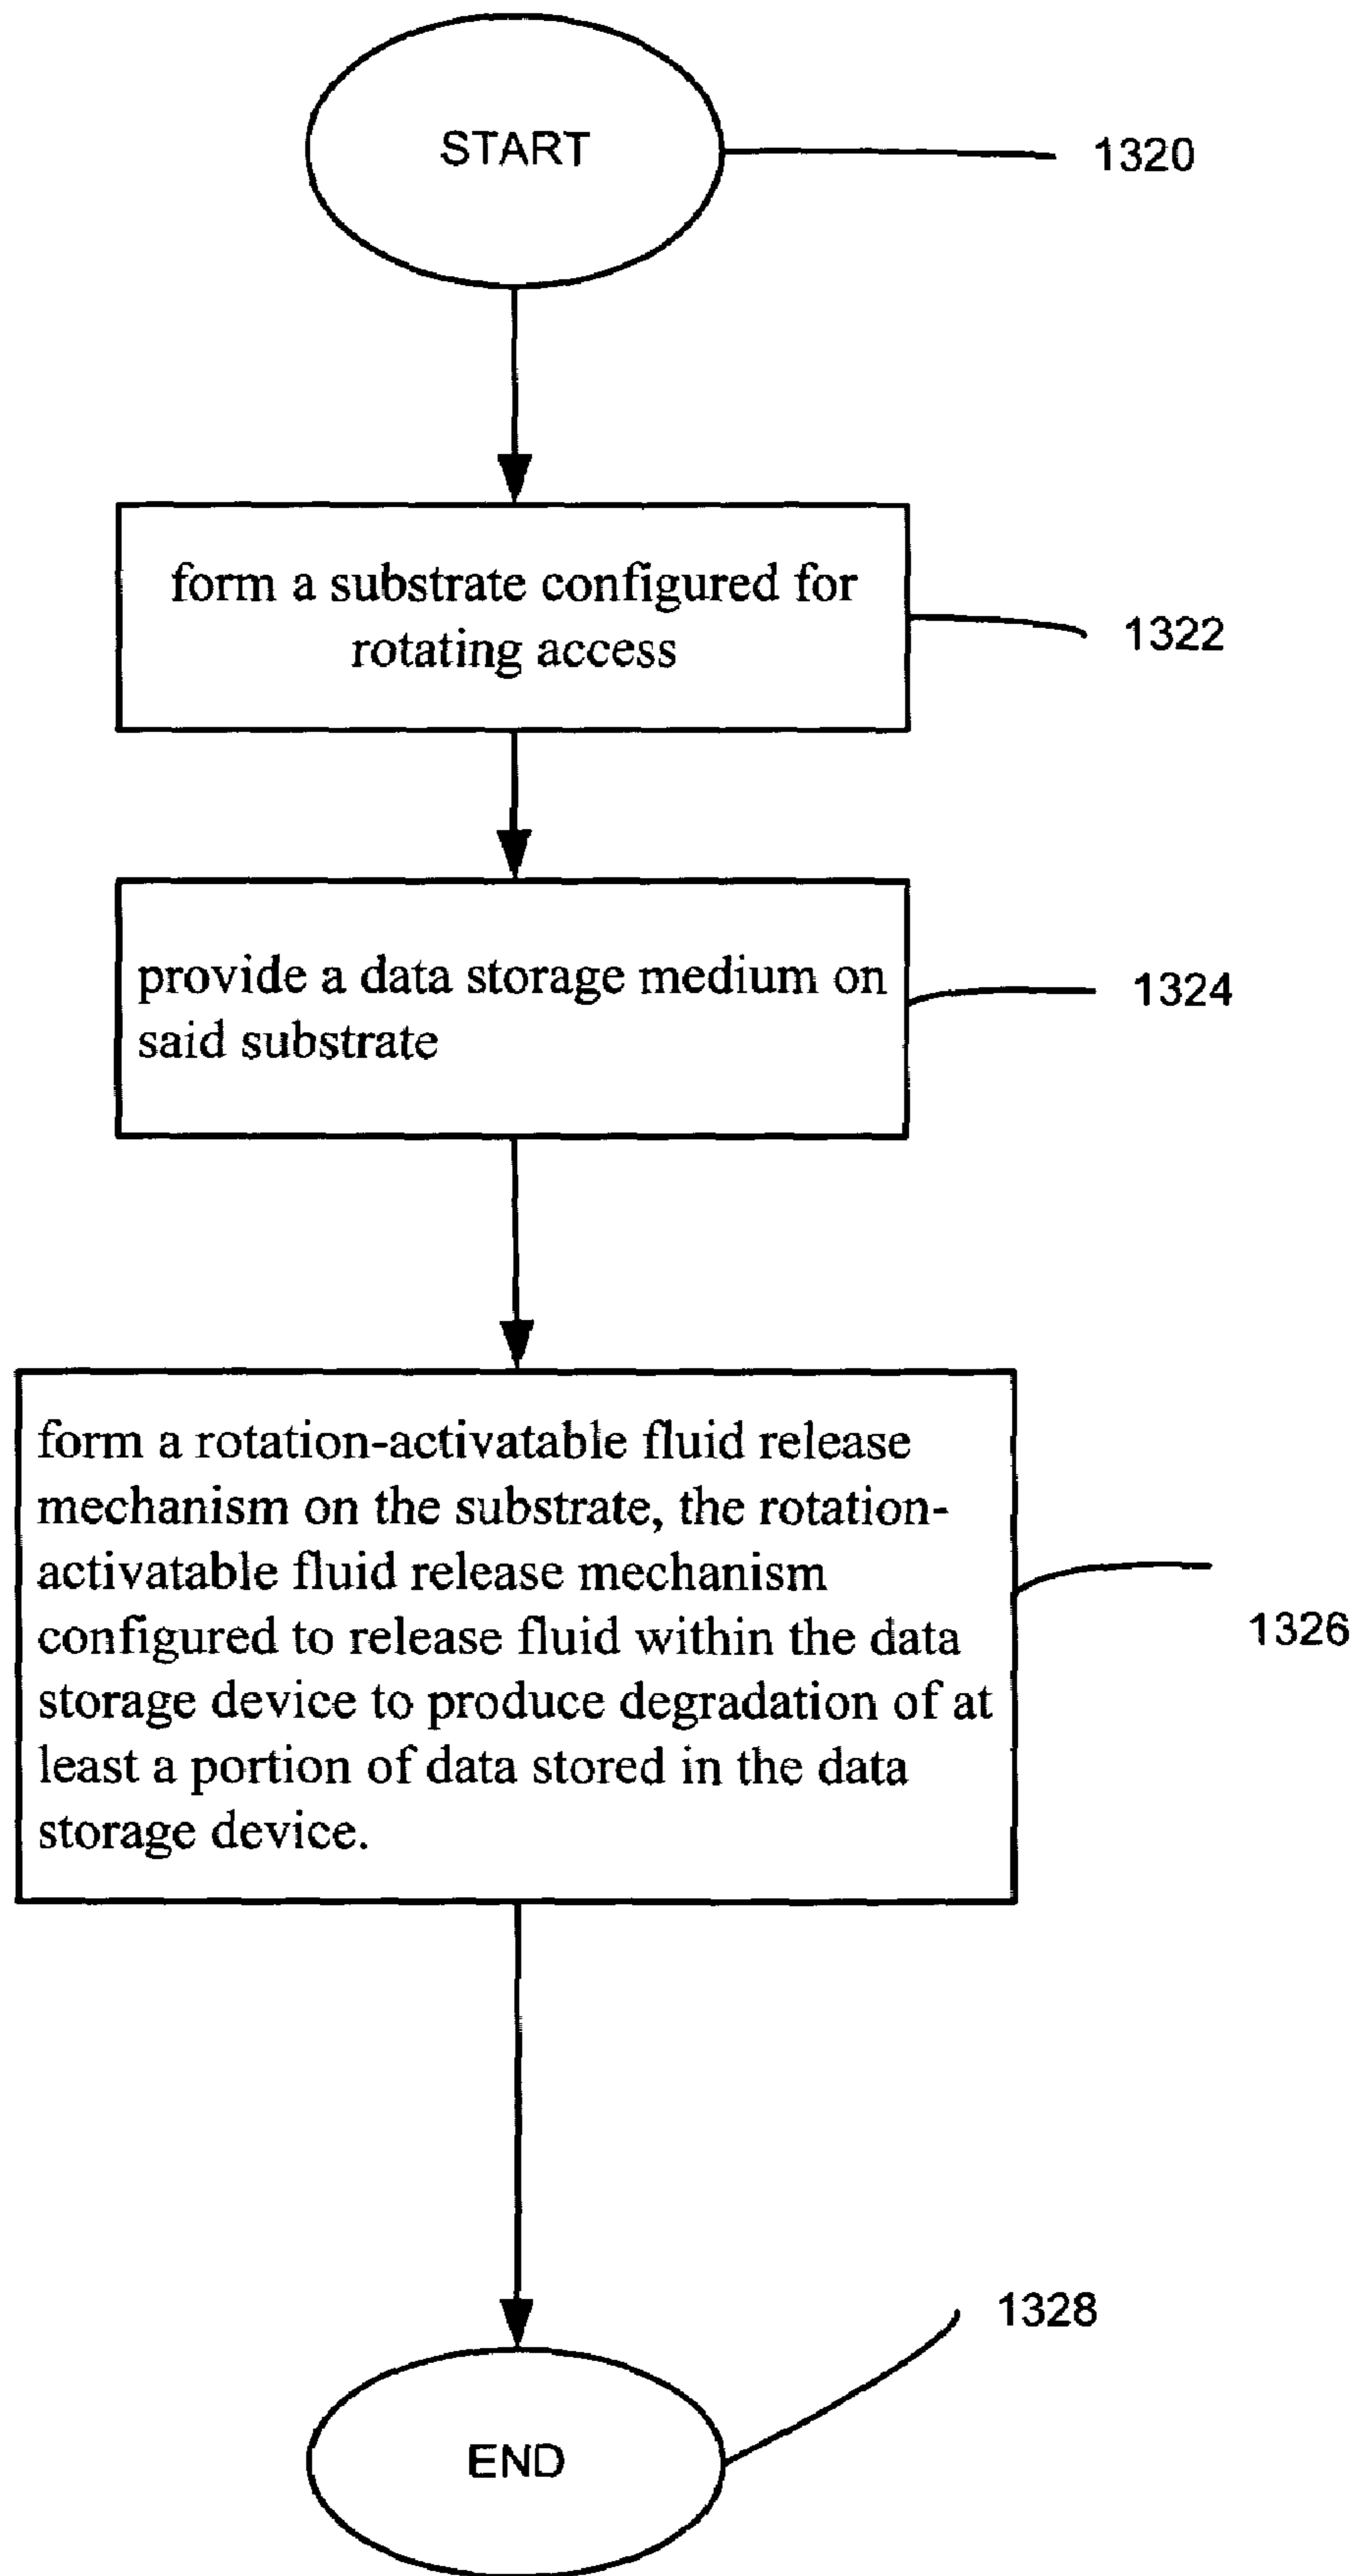 START
1320
form a substrate configured for
rotating access
1322
provide a data storage medium on
said substrate
1324
form a rotation-activatable fluid release
mechanism on the substrate, the rotation-
activatable fluid release mechanism
configured to release fluid within the data
storage device to produce degradation of at
least a portion of data stored in the data
storage device.
1326
1328
END